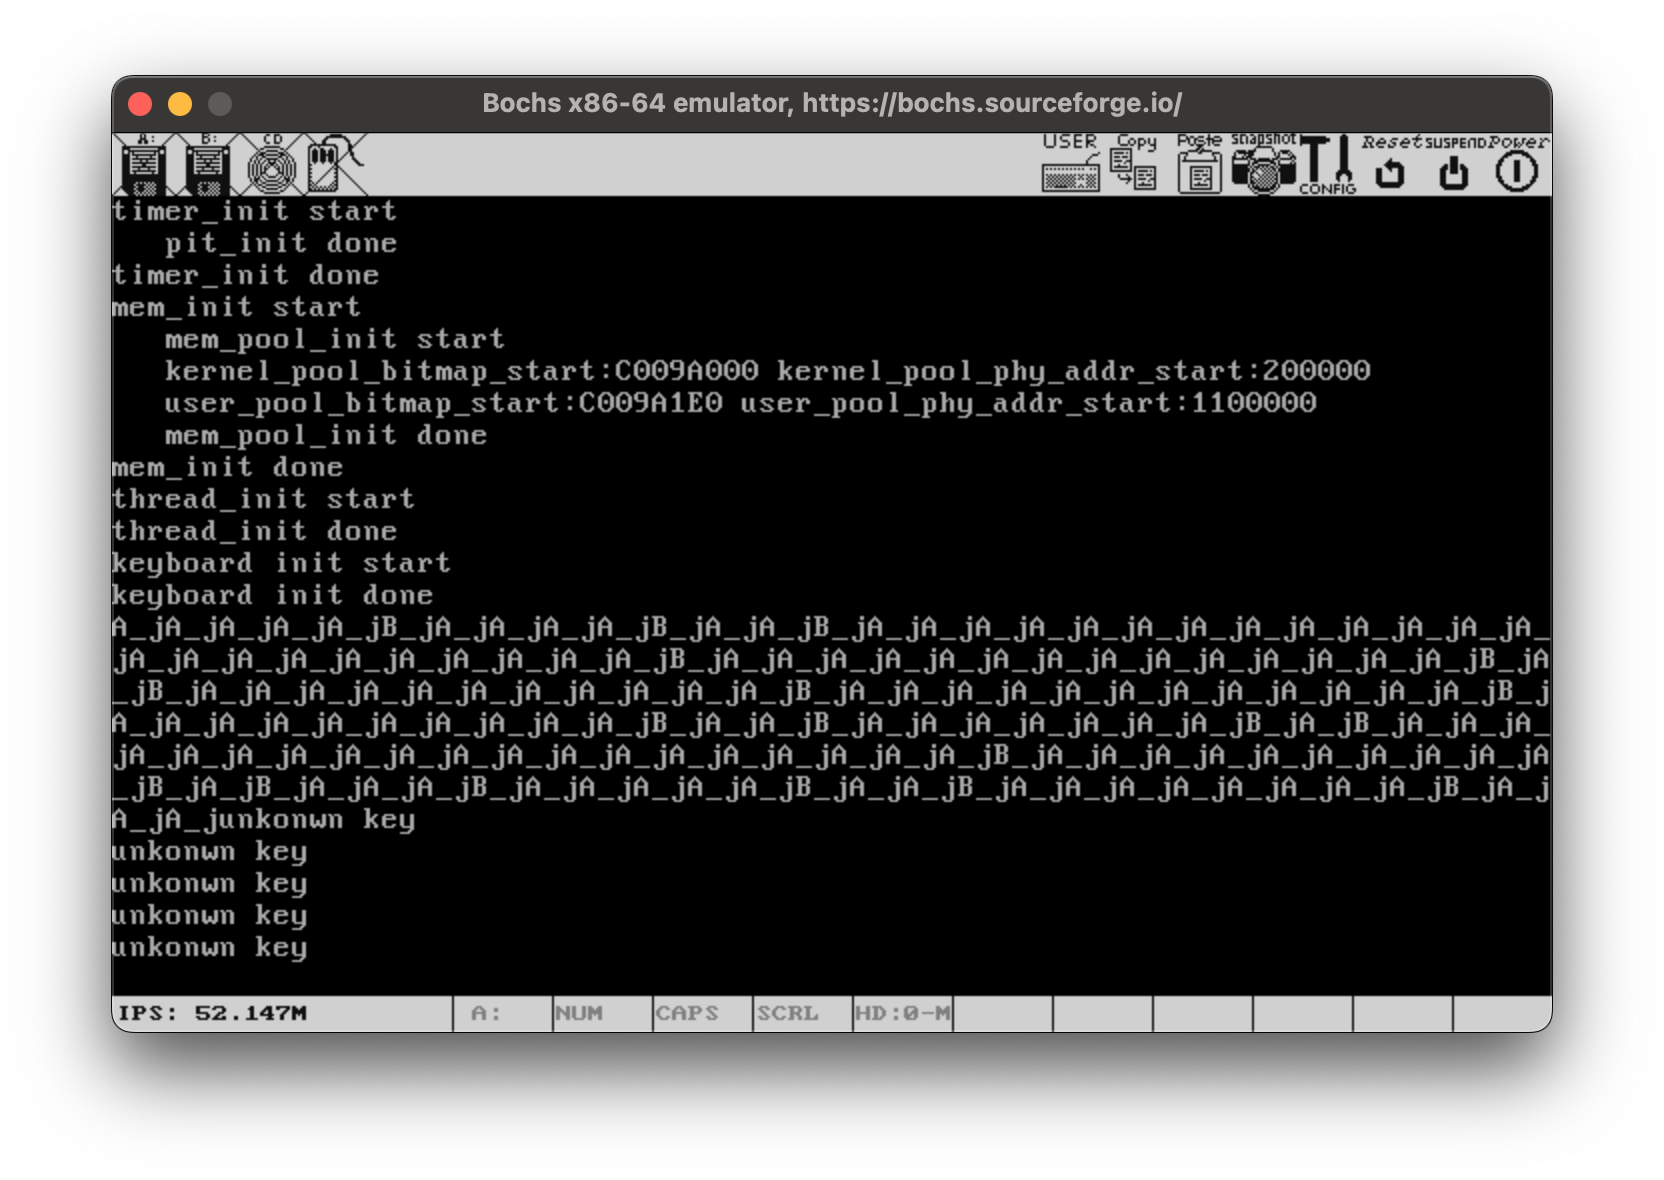 Bochs x86-64 emulator, https://bochs.sourceforge.io/
A: B: CD USER Copy Paste snapshot CONFIG Reset SUSPEND Power
timer_init start
pit_init done
timer_init done
mem_init start
mem_pool_init start
kernel_pool_bitmap_start:C009A000 kernel_pool_phy_addr_start:200000
user_pool_bitmap_start:C009A1E0 user_pool_phy_addr_start:1100000
mem_pool_init done
mem_init done
thread_init start
thread_init done
keyboard init start
keyboard init done
A_jA_jA_jA_jA_jB_jA_jA_jA_jA_jB_jA_jA_jB_jA_jA_jA_jA_jA_jA_jA_jA_jA_jA_jA_jA_jA_
jA_jA_jA_jA_jA_jA_jA_jA_jA_jA_jB_jA_jA_jA_jA_jA_jA_jA_jA_jA_jA_jA_jA_jA_jA_jB_jA
_jB_jA_jA_jA_jA_jA_jA_jA_jA_jA_jA_jA_jB_jA_jA_jA_jA_jA_jA_jA_jA_jA_jA_jA_jA_jB_j
A_jA_jA_jA_jA_jA_jA_jA_jA_jA_jB_jA_jA_jB_jA_jA_jA_jA_jA_jA_jA_jB_jA_jB_jA_jA_jA_
jA_jA_jA_jA_jA_jA_jA_jA_jA_jA_jA_jA_jA_jA_jA_jA_jB_jA_jA_jA_jA_jA_jA_jA_jA_jA_jA
_jB_jA_jB_jA_jA_jA_jB_jA_jA_jA_jA_jA_jB_jA_jA_jB_jA_jA_jA_jA_jA_jA_jA_jA_jB_jA_j
A_jA_junkonwn key
unkonwn key
unkonwn key
unkonwn key
unkonwn key
IPS: 52.147M A: NUM CAPS SCRL HD:0-M